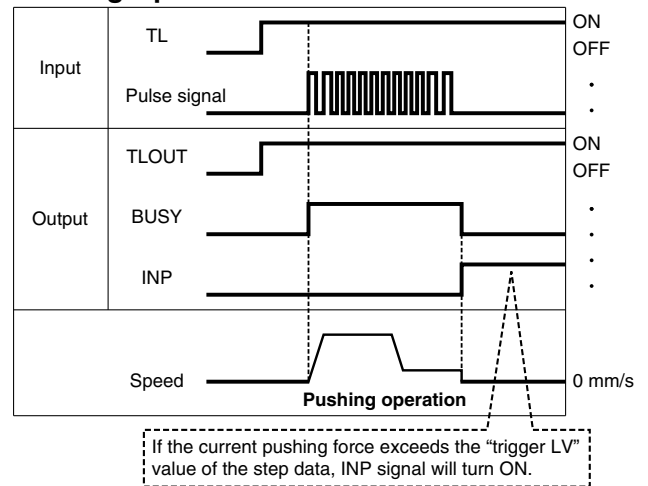 TL
ON
OFF
Input
Pulse signal
TLOUT
ON
OFF
Output
BUSY
INP
Speed
0 mm/s
Pushing operation
If the current pushing force exceeds the “trigger LV”
value of the step data, INP signal will turn ON.